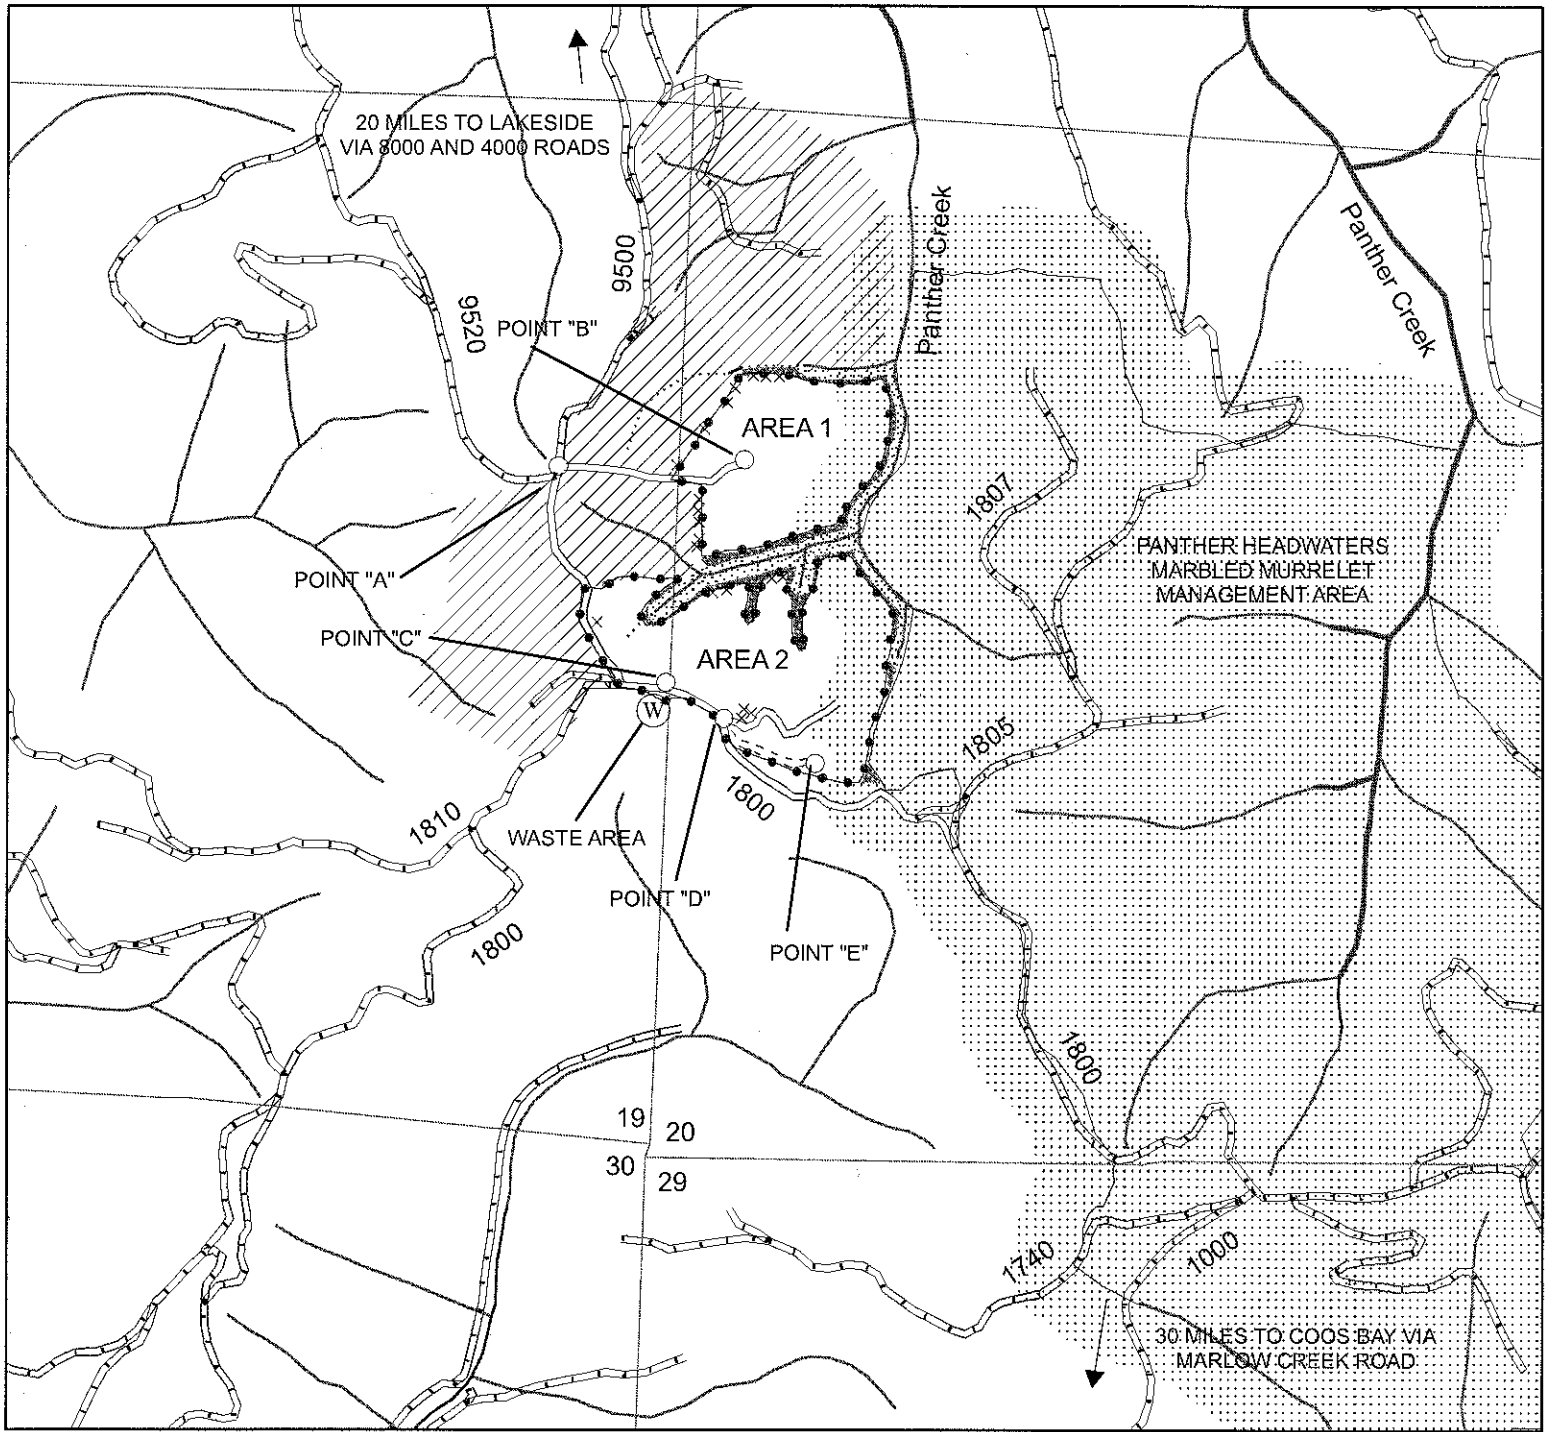 20 MILES TO LAKESIDE
VIA 8000 AND 4000 ROADS
Panther Creek
Panther Creek
9500
9520
POINT "B"
AREA 1
1807
PANTHER HEADWATERS
MARBLED MURRELET
MANAGEMENT AREA
POINT "A"
POINT "C"
AREA 2
W
1805
1800
1810
WASTE AREA
POINT "D"
POINT "E"
1800
1800
19
20
30
29
1740
1000
30 MILES TO COOS BAY VIA
MARLOW CREEK ROAD